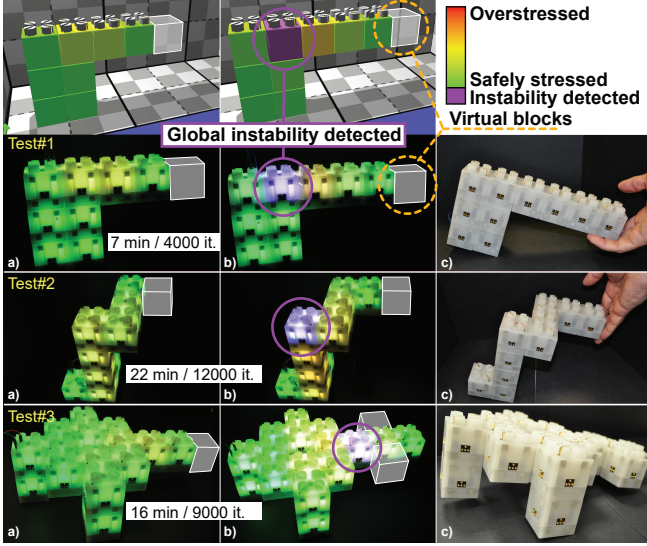 Overstressed
Safely stressed
Instability detected
Virtual blocks
Global instability detected
Test#1
7 min / 4000 it.
a)
b)
c)
Test#2
22 min / 12000 it.
a)
b)
c)
Test#3
16 min / 9000 it.
a)
b)
c)